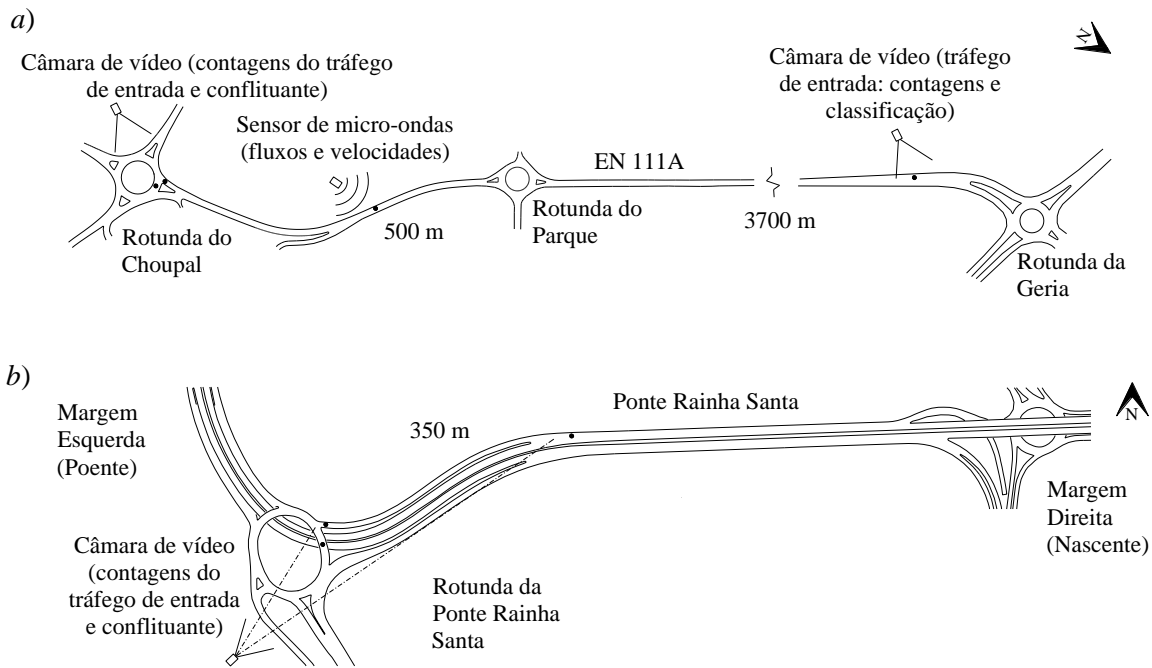 a)
Câmara de vídeo (contagens do tráfego
de entrada e conflituante)
Sensor de micro-ondas
(fluxos e velocidades)
Câmara de vídeo (tráfego
de entrada: contagens e
classificação)
N
EN 111A
500 m
3700 m
Rotunda do
Choupal
Rotunda do
Parque
Rotunda da
Geria
b)
Margem
Esquerda
(Poente)
350 m
Ponte Rainha Santa
N
Câmara de vídeo
(contagens do
tráfego de entrada
e conflituante)
Rotunda da
Ponte Rainha
Santa
Margem
Direita
(Nascente)